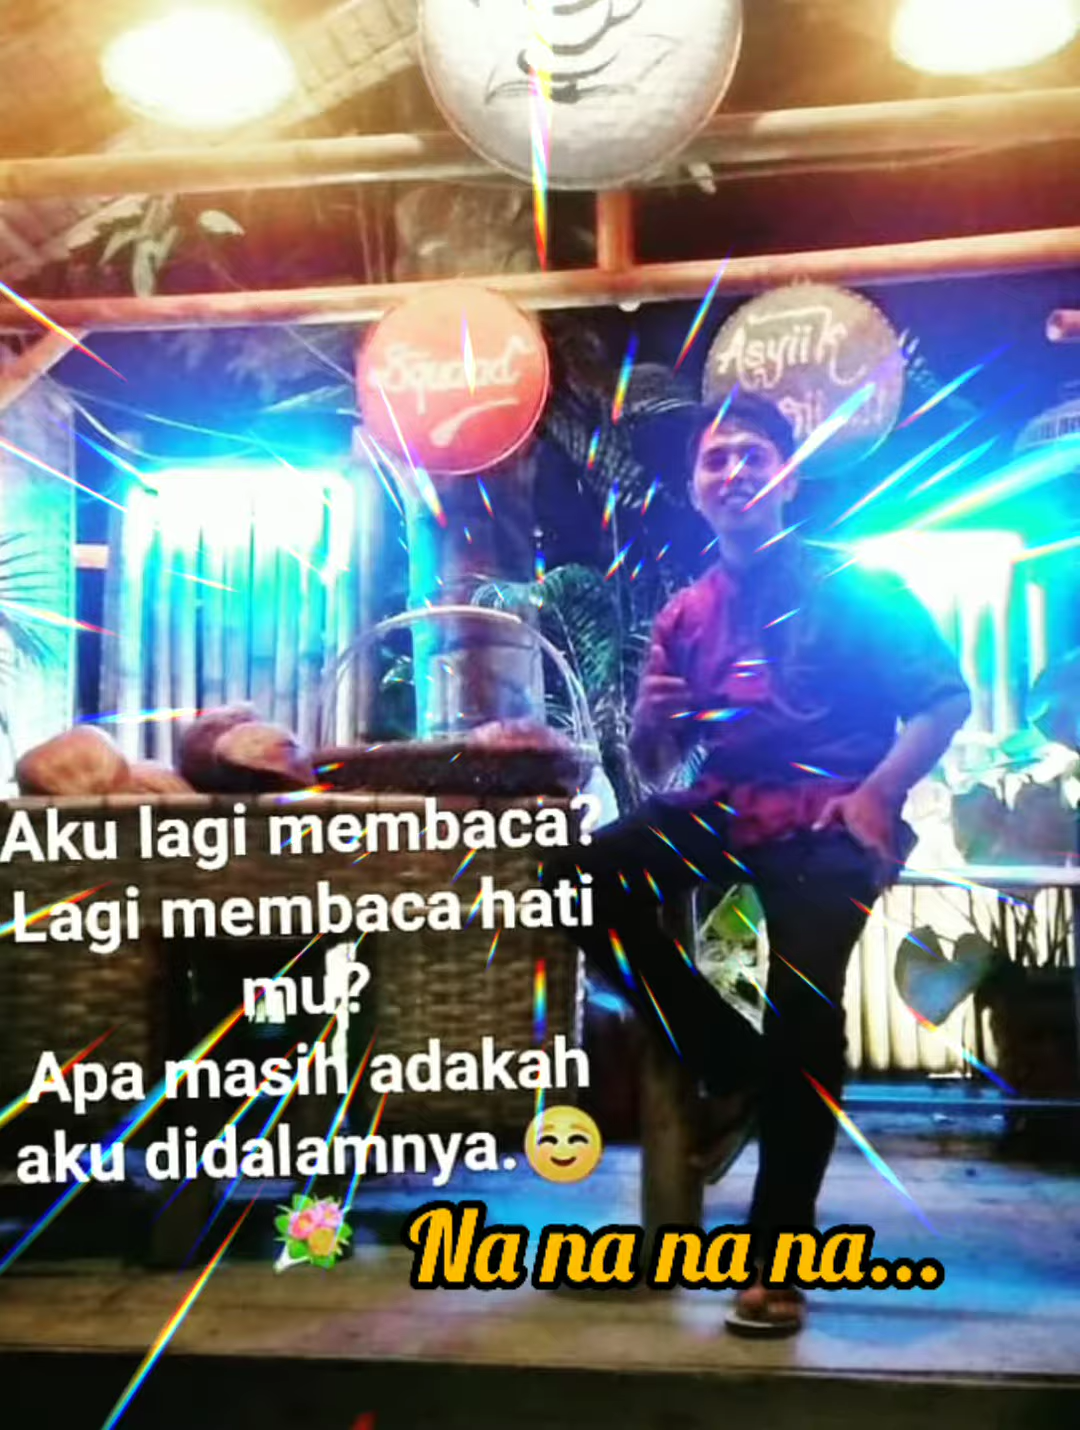 Squad
Asyiik
Aku lagi membaca?
Lagi membaca hati
mu?
Apa masih adakah
aku didalamnya.☺️
💐
Na na na na...